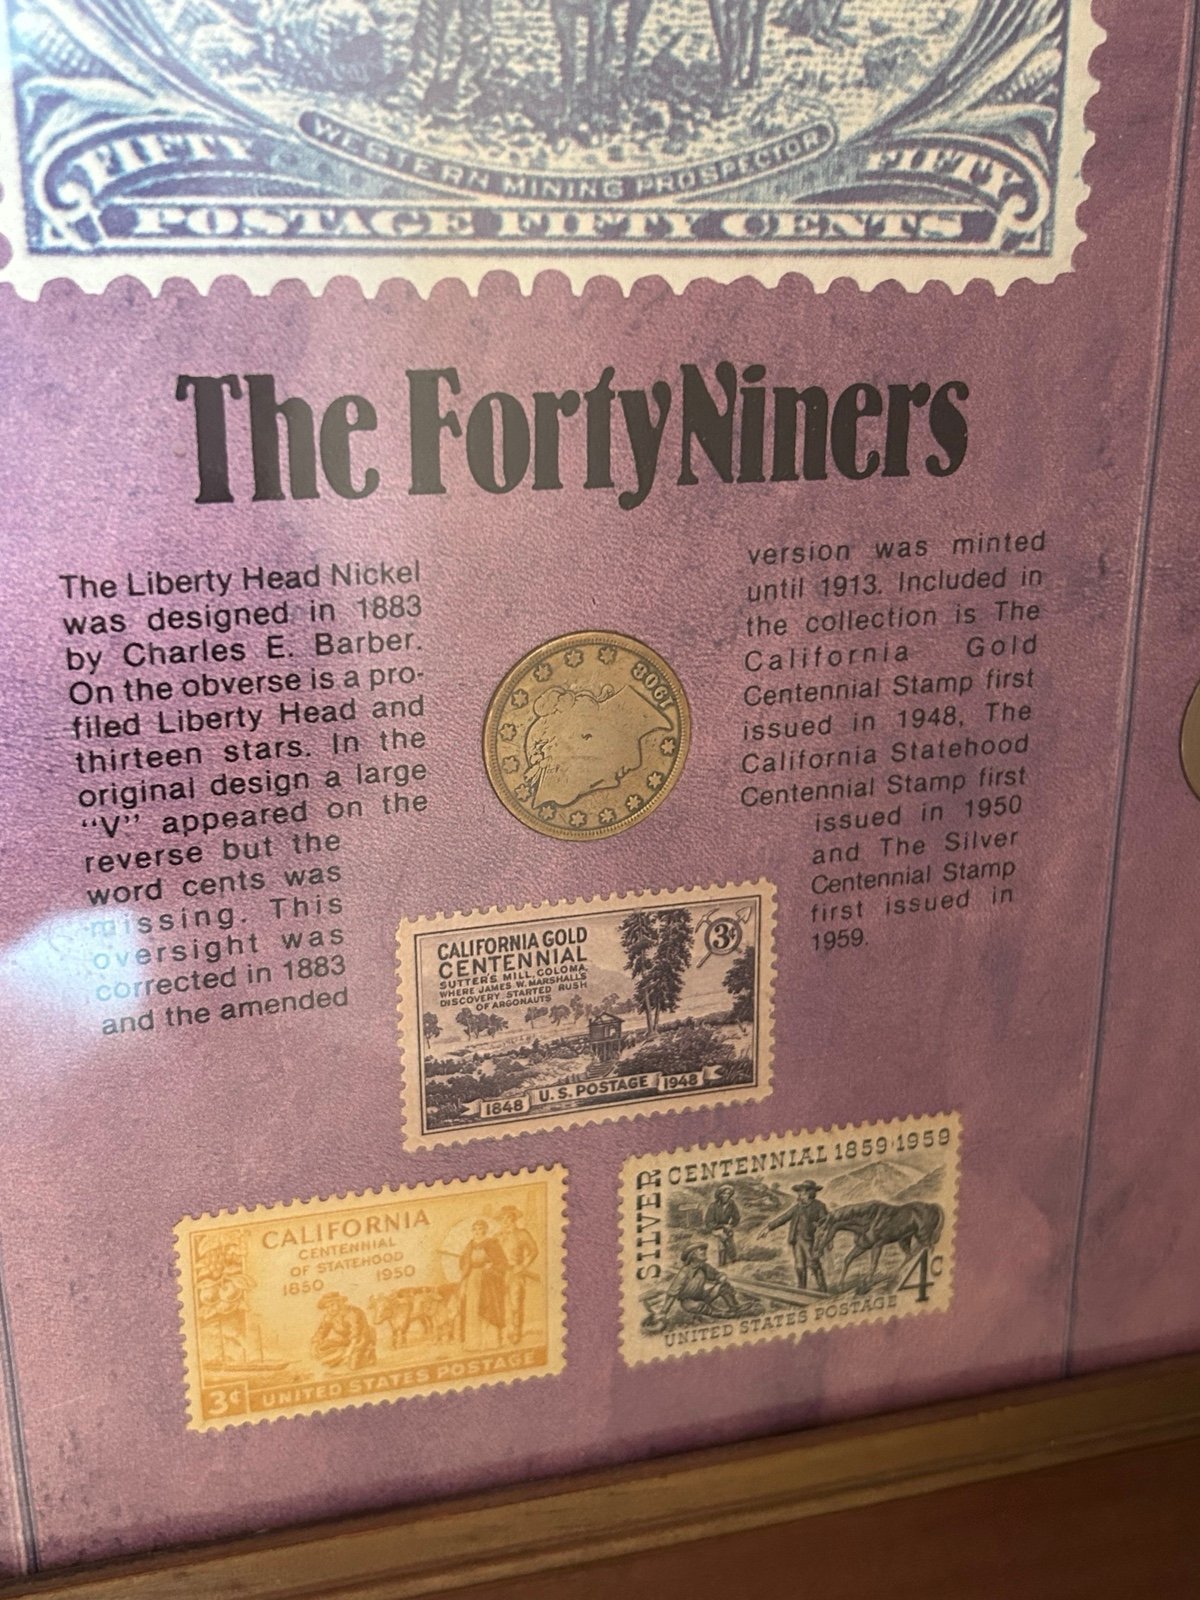 FIFTY
WESTERN MINING PROSPECTOR
FIFTY
POSTAGE FIFTY CENTS
The FortyNiners
The Liberty Head Nickel
was designed in 1883
by Charles E. Barber.
On the obverse is a pro-
filed Liberty Head and
thirteen stars. In the
original design a large
"V" appeared on the
reverse but the
word cents was
missing. This
oversight was
corrected in 1883
and the amended
version was minted
until 1913. Included in
the collection is The
California Gold
Centennial Stamp first
issued in 1948, The
California Statehood
Centennial Stamp first
issued in 1950
and The Silver
Centennial Stamp
first issued in
1959.
1908
CALIFORNIA GOLD
CENTENNIAL
SUTTER'S MILL, COLOMA,
WHERE JAMES W. MARSHALL'S
DISCOVERY STARTED RUSH
OF ARGONAUTS
3¢
1848 U.S. POSTAGE 1948
CALIFORNIA
CENTENNIAL
OF STATEHOOD
1850 1950
3¢ UNITED STATES POSTAGE
SILVER
CENTENNIAL 1859·1959
4c
UNITED STATES POSTAGE